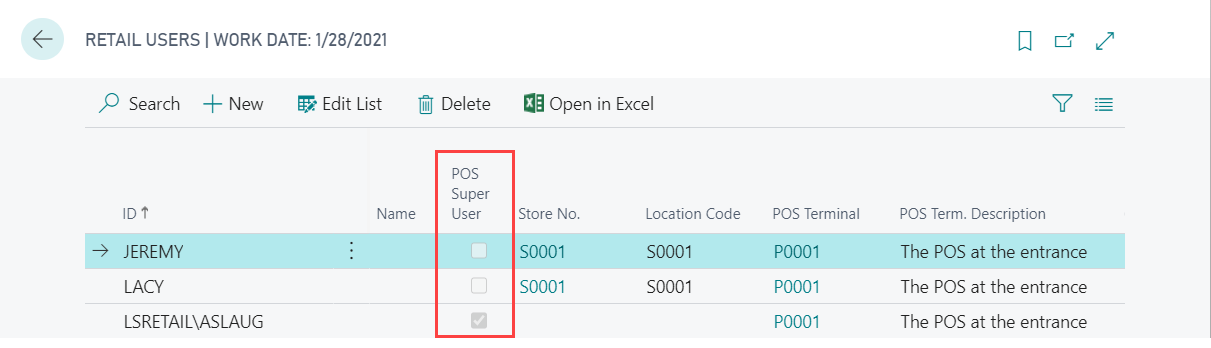 RETAIL USERS | WORK DATE: 1/28/2021
Search New Edit List Delete Open in Excel
POS
Super
ID↑ Name User Store No. Location Code POS Terminal POS Term. Description
JEREMY S0001 S0001 P0001 The POS at the entrance
LACY S0001 S0001 P0001 The POS at the entrance
LSRETAIL\ASLAUG P0001 The POS at the entrance